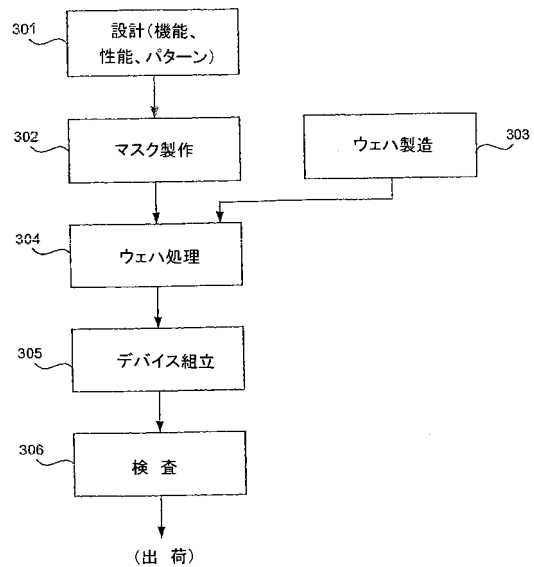 301
設計(機能、
性能、パターン)
302
マスク製作
ウェハ製造
303
304
ウェハ処理
305
デバイス組立
306
検 査
(出 荷)